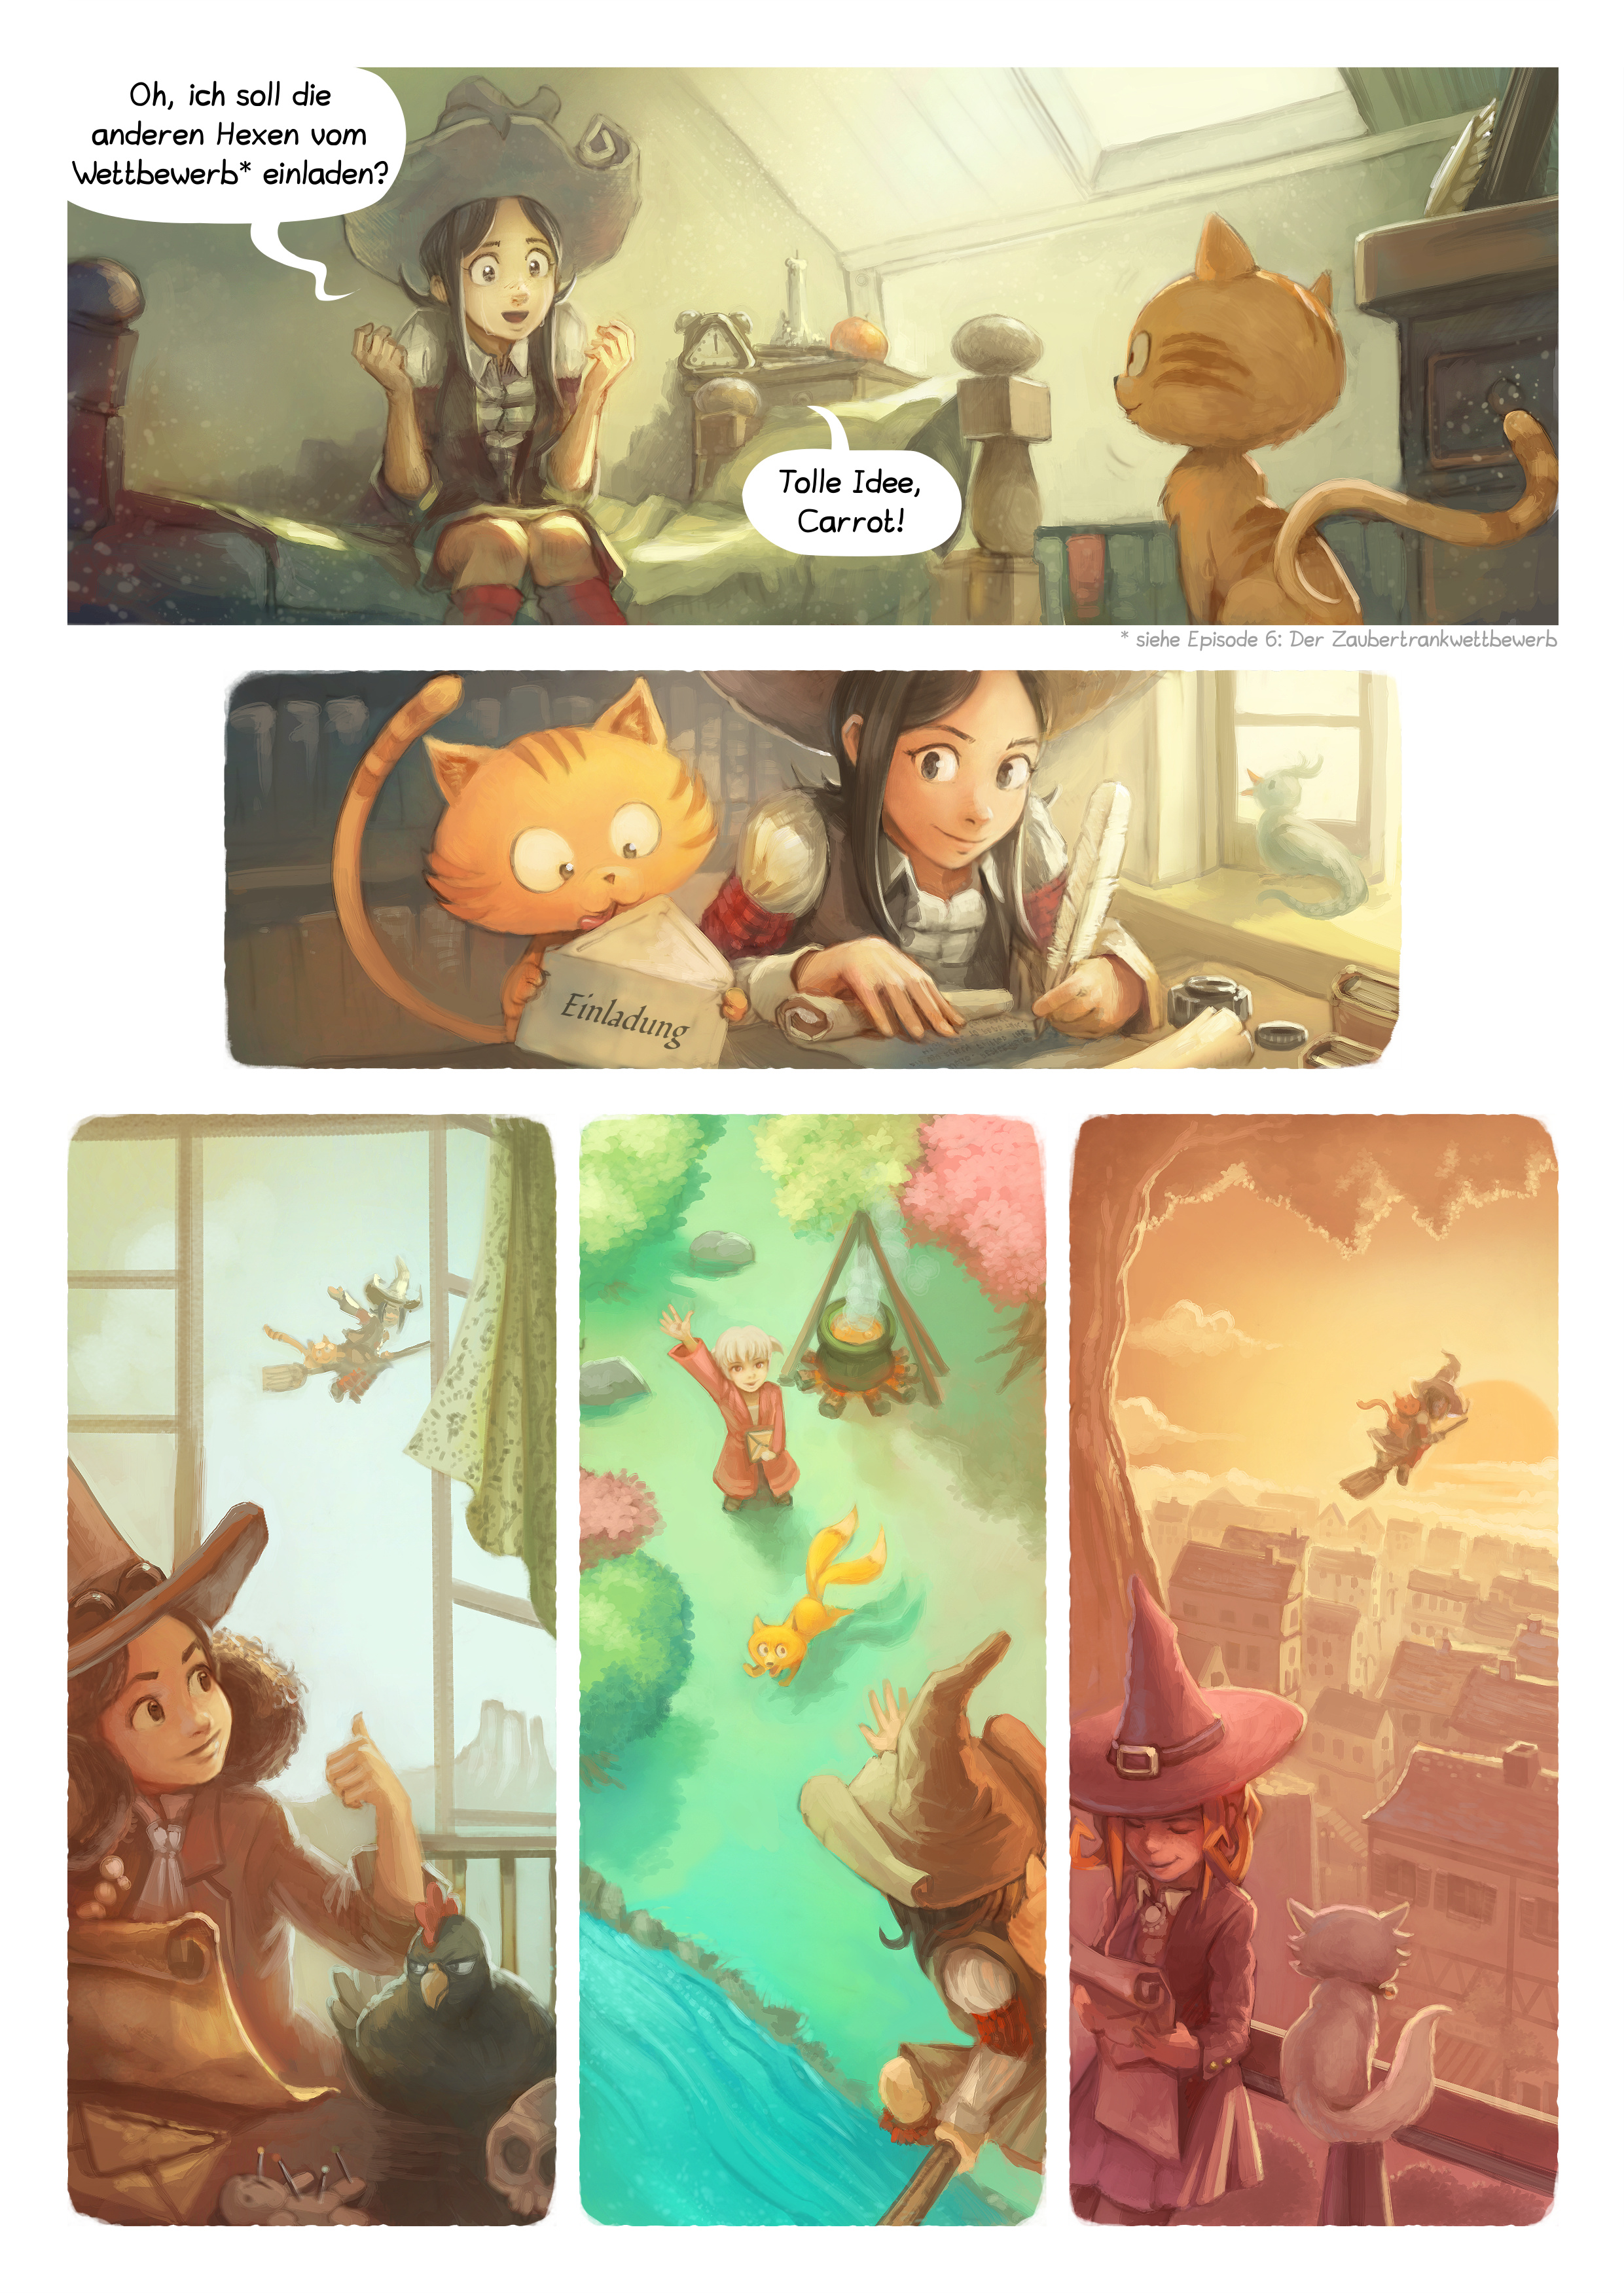 Oh, ich soll die
anderen Hexen vom
Wettbewerb* einladen?
Tolle Idee,
Carrot!
* siehe Episode 6: Der Zaubertrankwettbewerb
Einladung